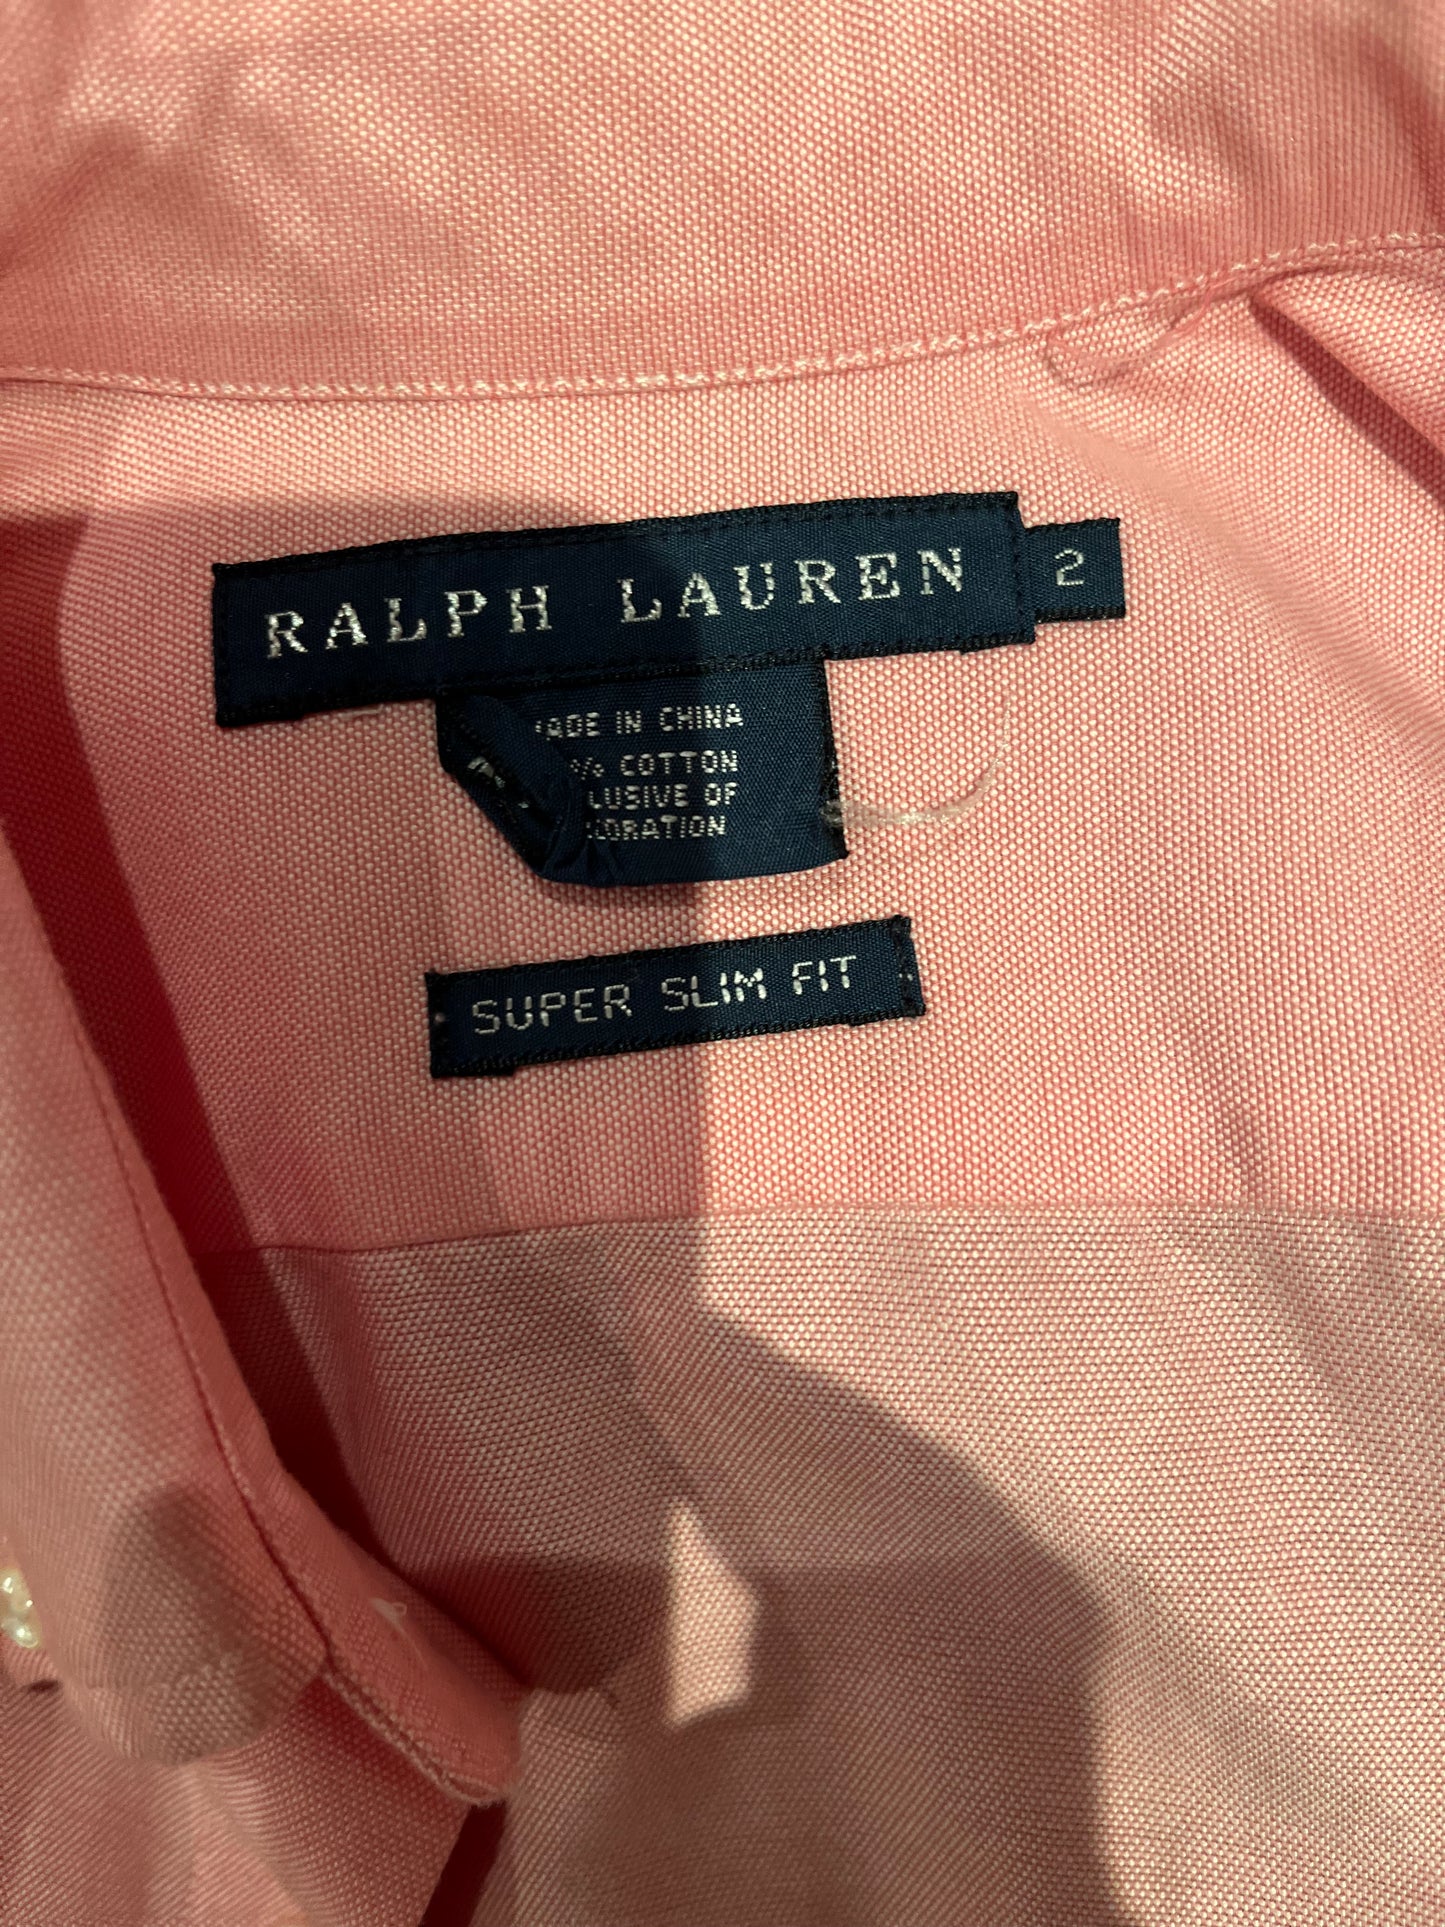 RALPH LAUREN 2
MADE IN CHINA
% COTTON
LUSIVE OF
ORATION
SUPER SLIM FIT